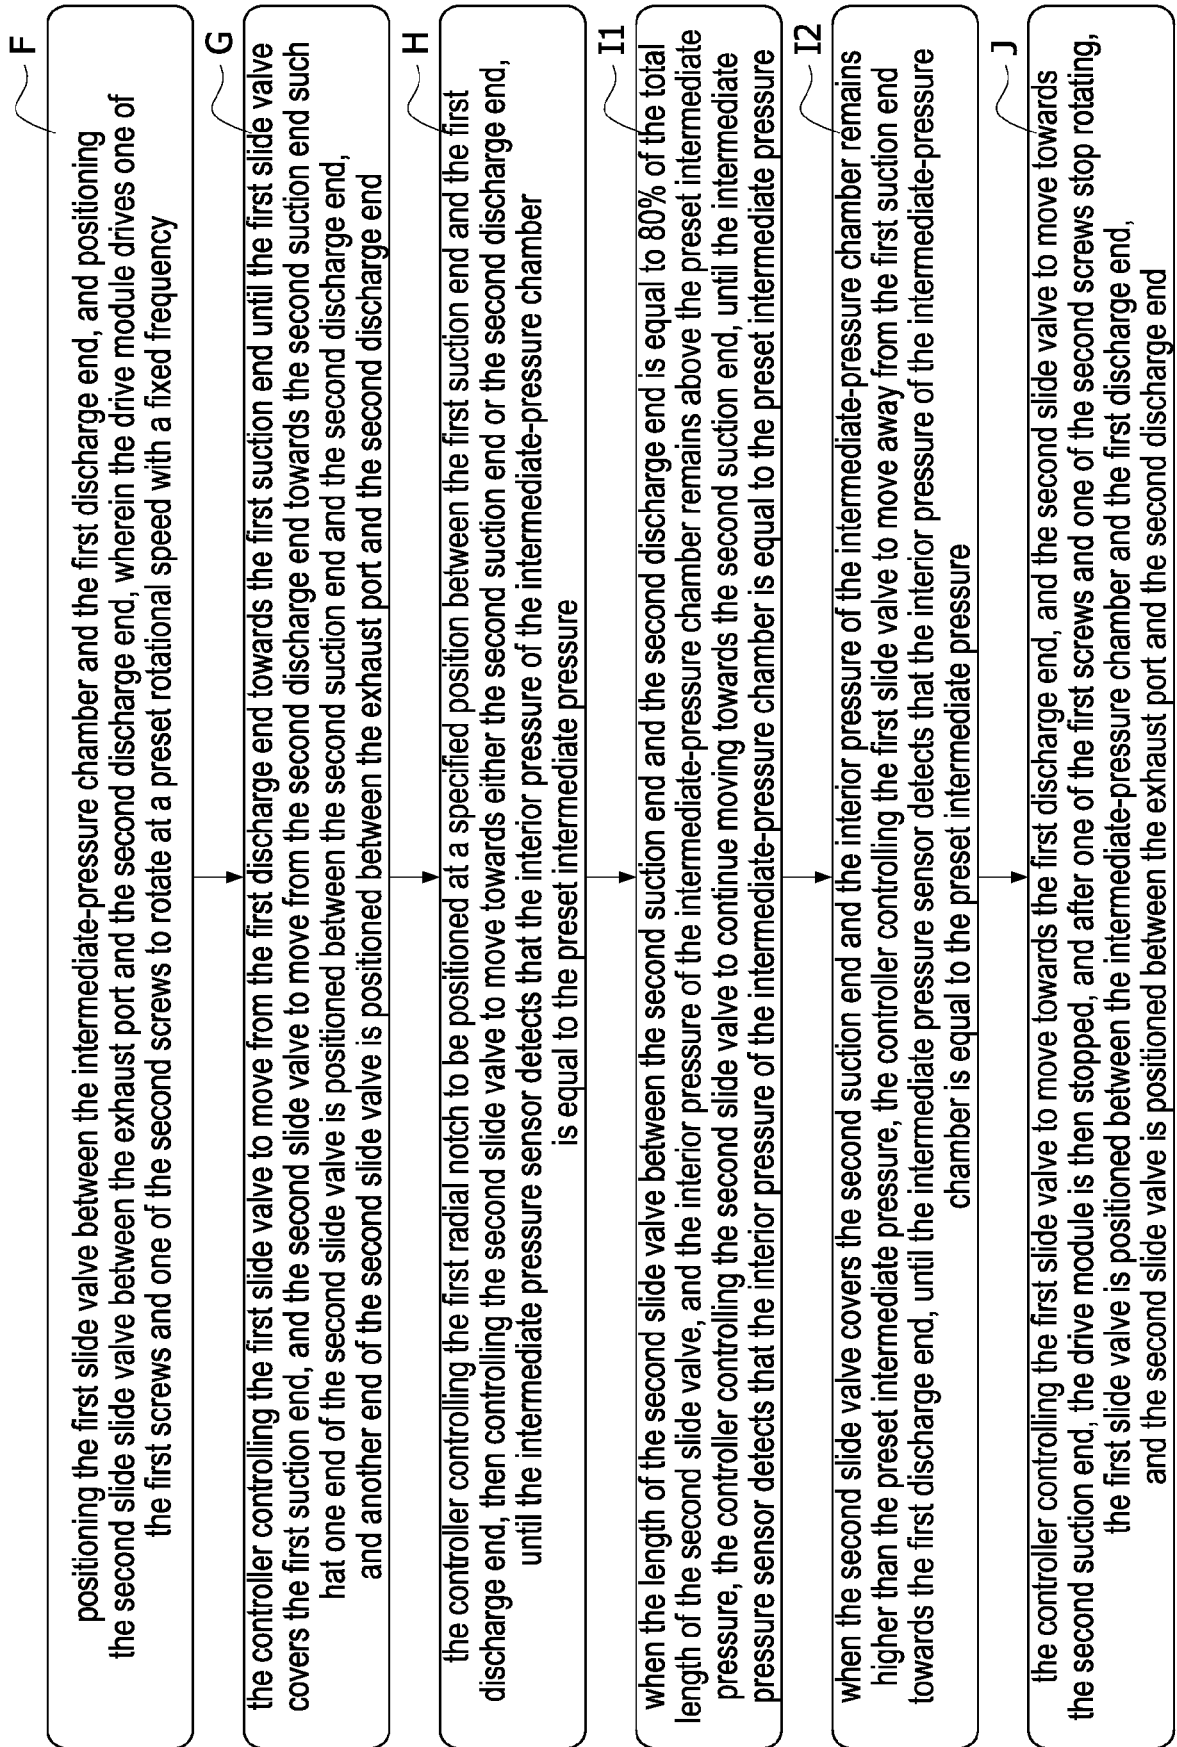 F
positioning the first slide valve between the intermediate-pressure chamber and the first discharge end, and positioning
the second slide slide valve between the exhaust port and the second discharge end, wherein the drive module drives one of
the first screws and one of the second screws to rotate at a preset rotational speed with a fixed frequency
G
the controller controlling the first slide valve to move from the first discharge end towards the first suction end until the first slide valve
covers the first suction end, and the second slide valve to move from the second discharge end towards the second suction end such
hat one end of the second slide valve is positioned between the second suction end and the second discharge end,
and another end of the second slide valve is positioned between the exhaust port and the second discharge end
H
the controller controlling the first radial notch to be positioned at a specified position between the first suction end and the first
discharge end, then controlling the second slide valve to move towards either the second suction end or the second discharge end,
until the intermediate pressure sensor detects that the interior pressure of the intermediate-pressure chamber
is equal to the preset intermediate pressure
I1
when the length of the second slide valve between the second suction end and the second discharge end is equal to 80% of the total
length of the second slide valve, and the interior pressure of the intermediate-pressure chamber remains above the preset intermediate
pressure, the controller controlling the second slide valve to continue moving towards the second suction end, until the intermediate
pressure sensor detects that the interior pressure of the intermediate-pressure chamber is equal to the preset intermediate pressure
I2
when the second slide valve covers the second suction end and the interior pressure of the intermediate-pressure chamber remains
higher than the preset intermediate pressure, the controller controlling the first slide valve to move away from the first suction end
towards the first discharge end, until the intermediate pressure sensor detects that the interior pressure of the intermediate-pressure
chamber is equal to the preset intermediate pressure
J
the controller controlling the first slide valve to move towards the first discharge end, and the second slide valve to move towards
the second suction end, the drive module is then stopped, and after one of the first screws and one of the second screws stop rotating,
the first slide valve is positioned between the intermediate-pressure chamber and the first discharge end,
and the second slide valve is positioned between the exhaust port and the second discharge end